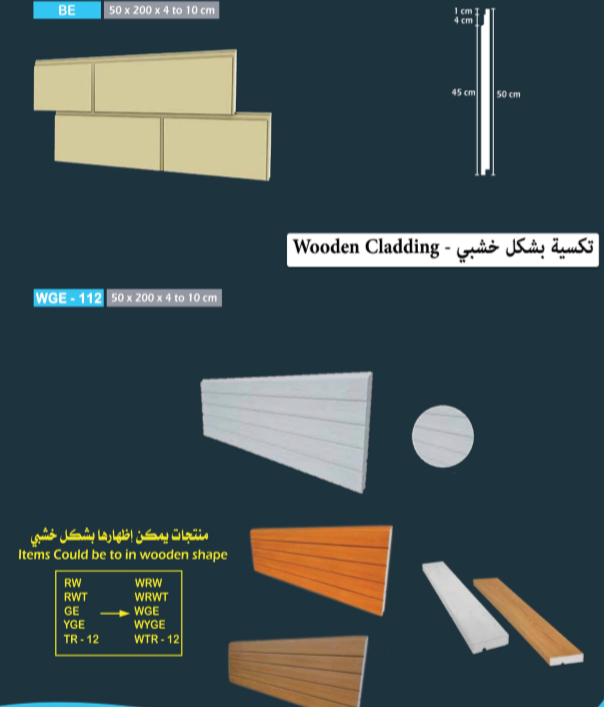 BE 50 x 200 x 4 to 10 cm
1 cm
4 cm
45 cm 50 cm
Wooden Cladding - تكسية بشكل خشبي
WGE - 112 50 x 200 x 4 to 10 cm
منتجات يمكن إظهارها بشكل خشبي
Items Could be to in wooden shape
RW WRW
RWT WRWT
GE WGE
YGE WYGE
TR - 12 WTR - 12